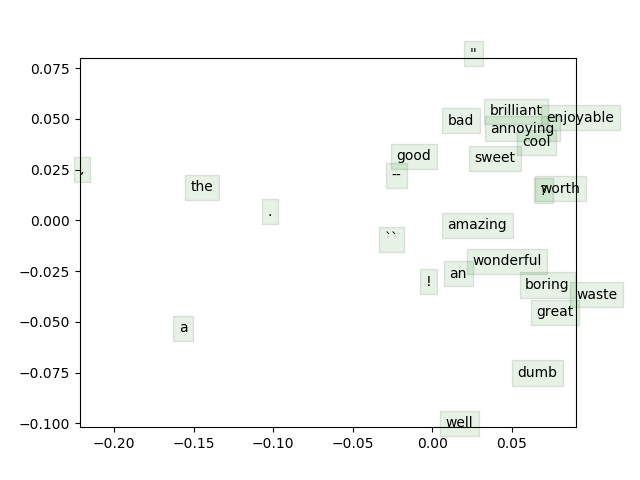 "
0.075
brilliant
bad
enjoyable
0.050
annoying
cool
good
sweet
0.025
,
--
the
?
worth
.
0.000
amazing
``
wonderful
an
−0.025
!
boring
waste
great
−0.050
a
dumb
−0.075
well
−0.100
−0.20 −0.15 −0.10 −0.05 0.00 0.05